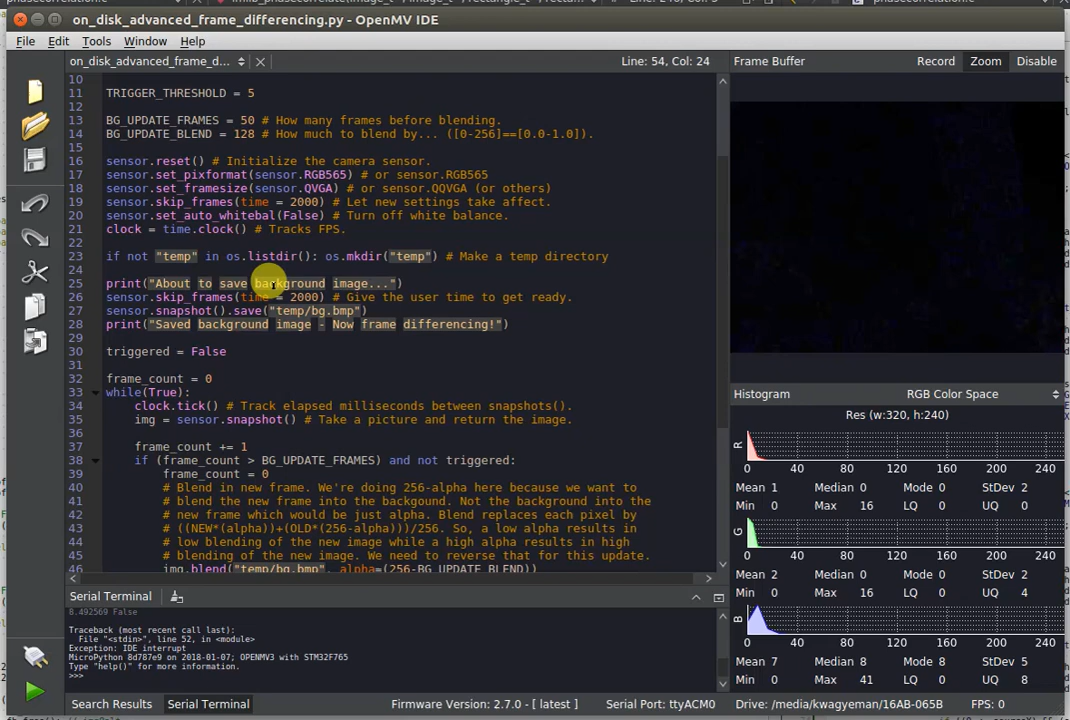 on_disk_advanced_frame_differencing.py - OpenMV IDE
File Edit Tools Window Help
on_disk_advanced_frame_d... Line: 54, Col: 24 Frame Buffer Record Zoom Disable
10
11 TRIGGER_THRESHOLD = 5
12
13 BG_UPDATE_FRAMES = 50 # How many frames before blending.
14 BG_UPDATE_BLEND = 128 # How much to blend by... ([0-256]==[0.0-1.0]).
15
16 sensor.reset() # Initialize the camera sensor.
17 sensor.set_pixformat(sensor.RGB565) # or sensor.RGB565
18 sensor.set_framesize(sensor.QVGA) # or sensor.QQVGA (or others)
19 sensor.skip_frames(time = 2000) # Let new settings take affect.
20 sensor.set_auto_whitebal(False) # Turn off white balance.
21 clock = time.clock() # Tracks FPS.
22
23 if not "temp" in os.listdir(): os.mkdir("temp") # Make a temp directory
24
25 print("About to save background image...")
26 sensor.skip_frames(time = 2000) # Give the user time to get ready.
27 sensor.snapshot().save("temp/bg.bmp")
28 print("Saved background image - Now frame differencing!")
29
30 triggered = False
31
32 frame_count = 0
33 while(True):
34 clock.tick() # Track elapsed milliseconds between snapshots().
35 img = sensor.snapshot() # Take a picture and return the image.
36
37 frame_count += 1
38 if (frame_count > BG_UPDATE_FRAMES) and not triggered:
39 frame_count = 0
40 # Blend in new frame. We're doing 256-alpha here because we want to
41 # blend the new frame into the backgound. Not the background into the
42 # new frame which would be just alpha. Blend replaces each pixel by
43 # ((NEW*(alpha))+(OLD*(256-alpha)))/256. So, a low alpha results in
44 # low blending of the new image while a high alpha results in high
45 # blending of the new image. We need to reverse that for this update.
46 img.blend("temp/bg.bmp", alpha=(256-BG_UPDATE_BLEND))
Histogram RGB Color Space
Res (w:320, h:240)
R
0 40 80 120 160 200 240
Mean 1 Median 0 Mode 0 StDev 2
Min 0 Max 16 LQ 0 UQ 0
G
0 40 80 120 160 200 240
Mean 2 Median 0 Mode 0 StDev 2
Min 0 Max 16 LQ 0 UQ 4
B
0 40 80 120 160 200 240
Mean 7 Median 8 Mode 8 StDev 5
Min 0 Max 41 LQ 0 UQ 8
Serial Terminal
8.492569 False
Traceback (most recent call last):
File "<stdin>", line 52, in <module>
Exception: IDE interrupt
MicroPython 8d787e9 on 2018-01-07; OPENMV3 with STM32F765
Type "help()" for more information.
>>>
Search Results Serial Terminal Firmware Version: 2.7.0 - [ latest ] Serial Port: ttyACM0 Drive: /media/kwagyeman/16AB-065B FPS: 0